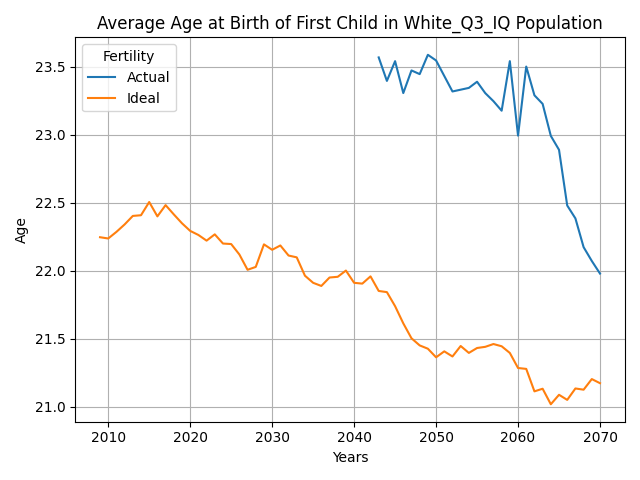 Average Age at Birth of First Child in White_Q3_IQ Population
Fertility
Actual
Ideal
23.5
23.0
22.5
22.0
21.5
21.0
Age
2010 2020 2030 2040 2050 2060 2070
Years